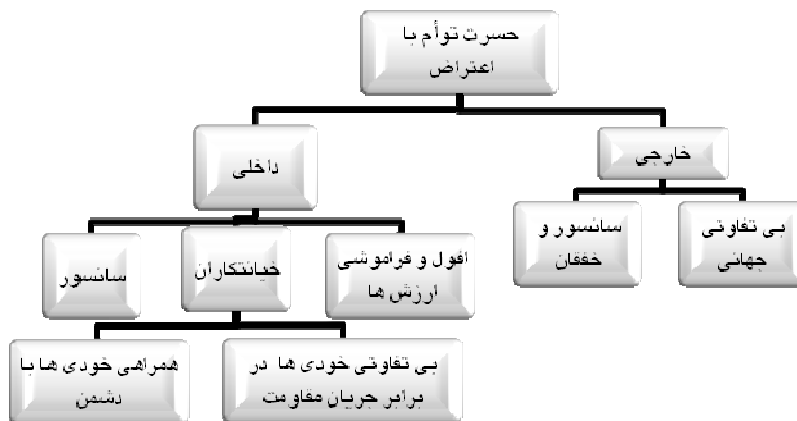 حسرت توأم با
اعتراض
خارجی
داخلی
بی تفاوتی
جهانی
سانسور و
خفقان
افول و فراموشی
ارزش ها
خیانتکاران
سانسور
بی تفاوتی خودی ها در
برابر جریان مقاومت
همراهی خودی ها با
دشمن